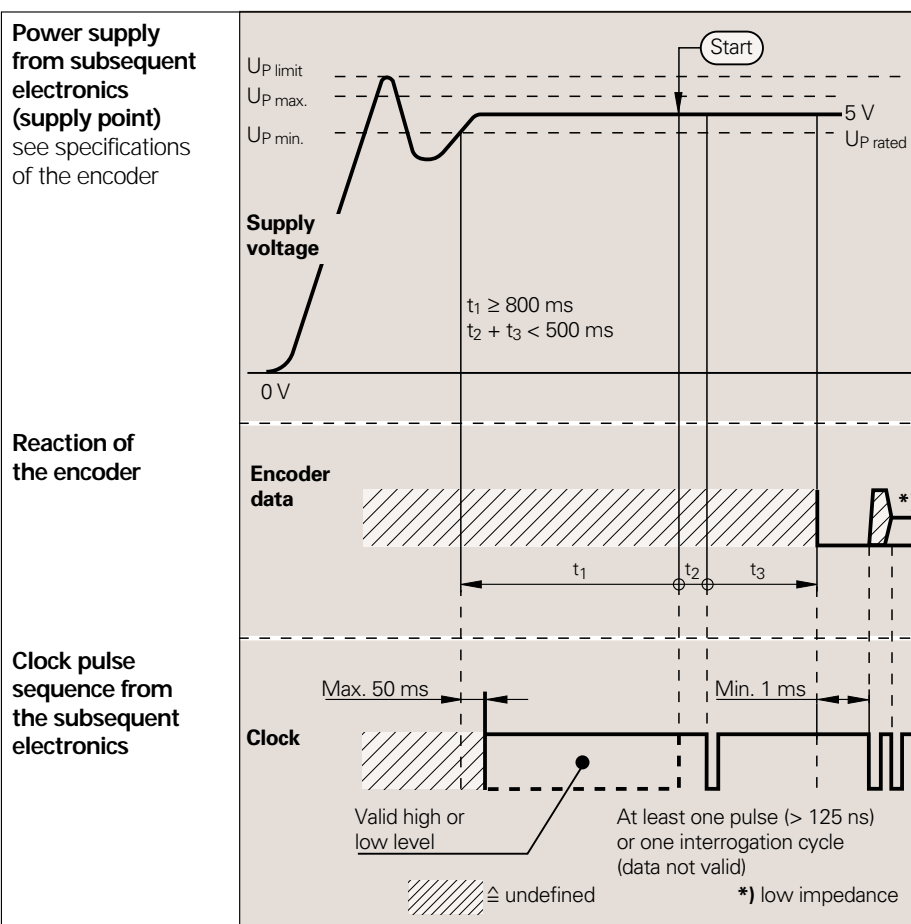 Power supply
from subsequent
electronics
(supply point)
see specifications
of the encoder
Start
UP limit
UP max.
UP min.
5 V
UP rated
Supply
voltage
t1 ≥ 800 ms
t2 + t3 < 500 ms
0 V
Reaction of
the encoder
Encoder
data
*
t1 t2 t3
Clock pulse
sequence from
the subsequent
electronics
Max. 50 ms
Min. 1 ms
Clock
Valid high or
low level
At least one pulse (> 125 ns)
or one interrogation cycle
(data not valid)
≙ undefined
*) low impedance